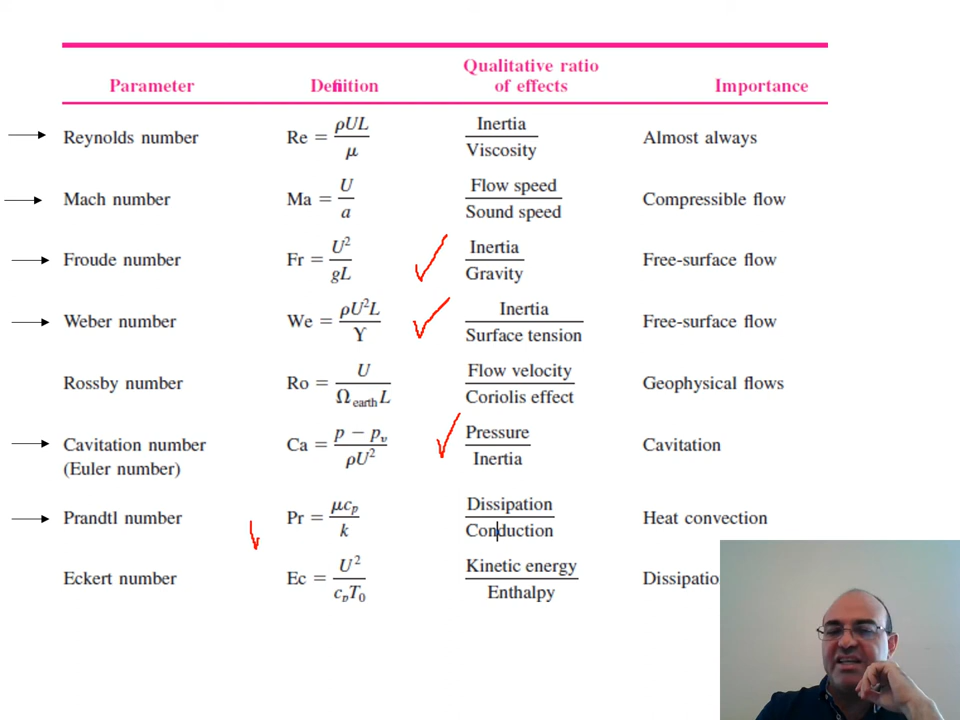 Parameter Definition Qualitative ratio of effects Importance
Reynolds number Re = ρUL/μ Inertia/Viscosity Almost always
Mach number Ma = U/a Flow speed/Sound speed Compressible flow
Froude number Fr = U²/gL Inertia/Gravity Free-surface flow
Weber number We = ρU²L/Υ Inertia/Surface tension Free-surface flow
Rossby number Ro = U/Ω_earth L Flow velocity/Coriolis effect Geophysical flows
Cavitation number Ca = p − p_v/ρU² Pressure/Inertia Cavitation
(Euler number)
Prandtl number Pr = μc_p/k Dissipation/Conduction Heat convection
Eckert number Ec = U²/c_pT₀ Kinetic energy/Enthalpy Dissipatio